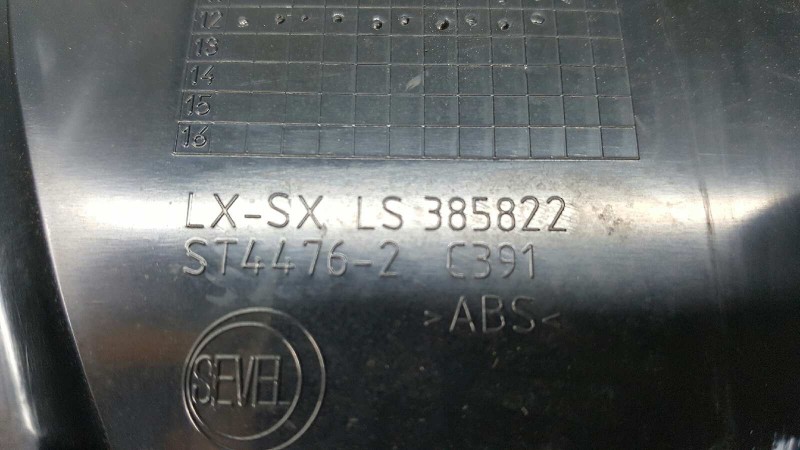 12
13
14
15
16
LX-SX LS 385822
ST4476-2 C391
>ABS<
SEVEL